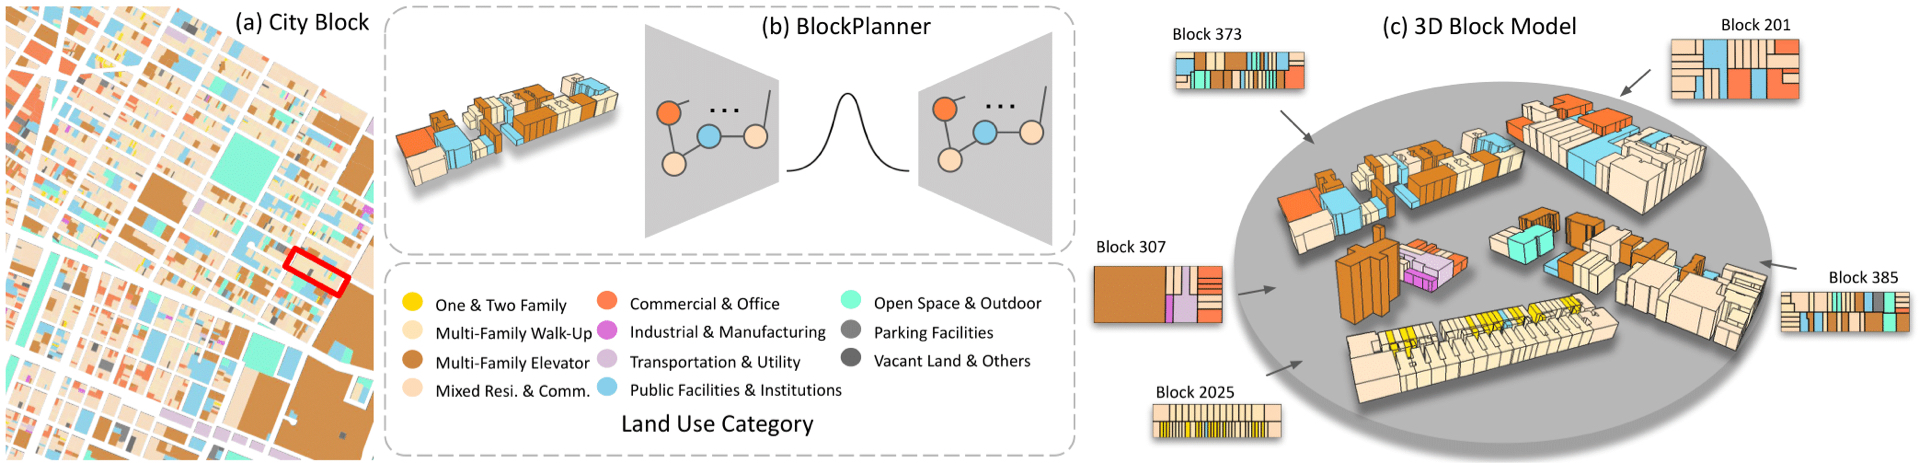 (a) City Block
(b) BlockPlanner
...
...
One & Two Family
Multi-Family Walk-Up
Multi-Family Elevator
Mixed Resi. & Comm.
Commercial & Office
Industrial & Manufacturing
Transportation & Utility
Public Facilities & Institutions
Open Space & Outdoor
Parking Facilities
Vacant Land & Others
Land Use Category
(c) 3D Block Model
Block 373
Block 201
Block 307
Block 385
Block 2025